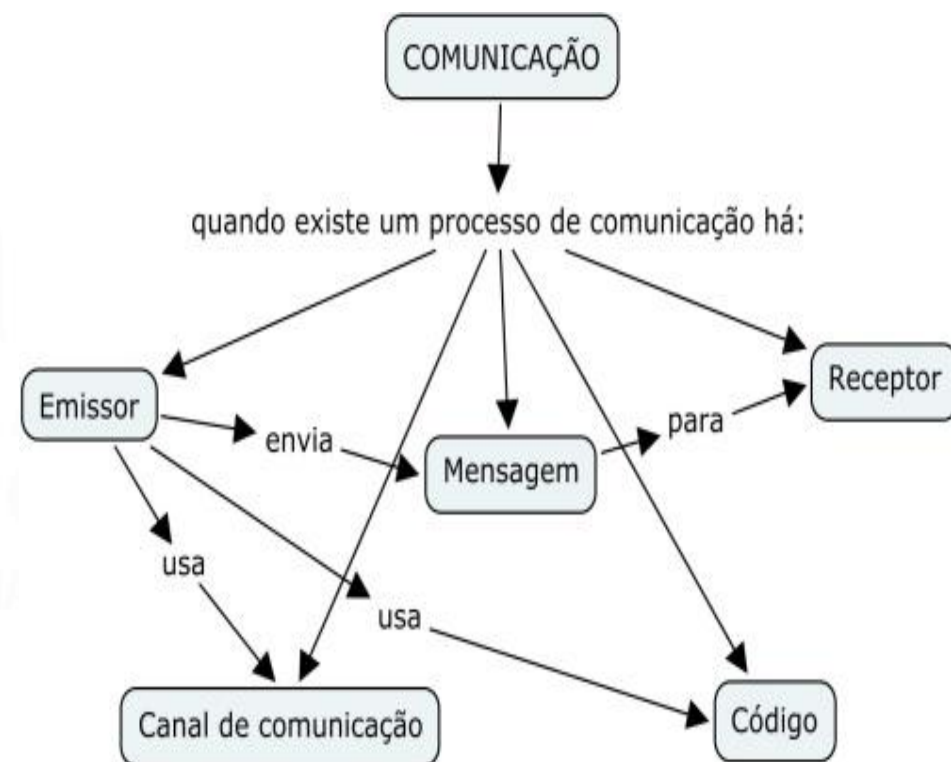 COMUNICAÇÃO
quando existe um processo de comunicação há:
Emissor
envia
Mensagem
para
Receptor
usa
usa
Canal de comunicação
Código